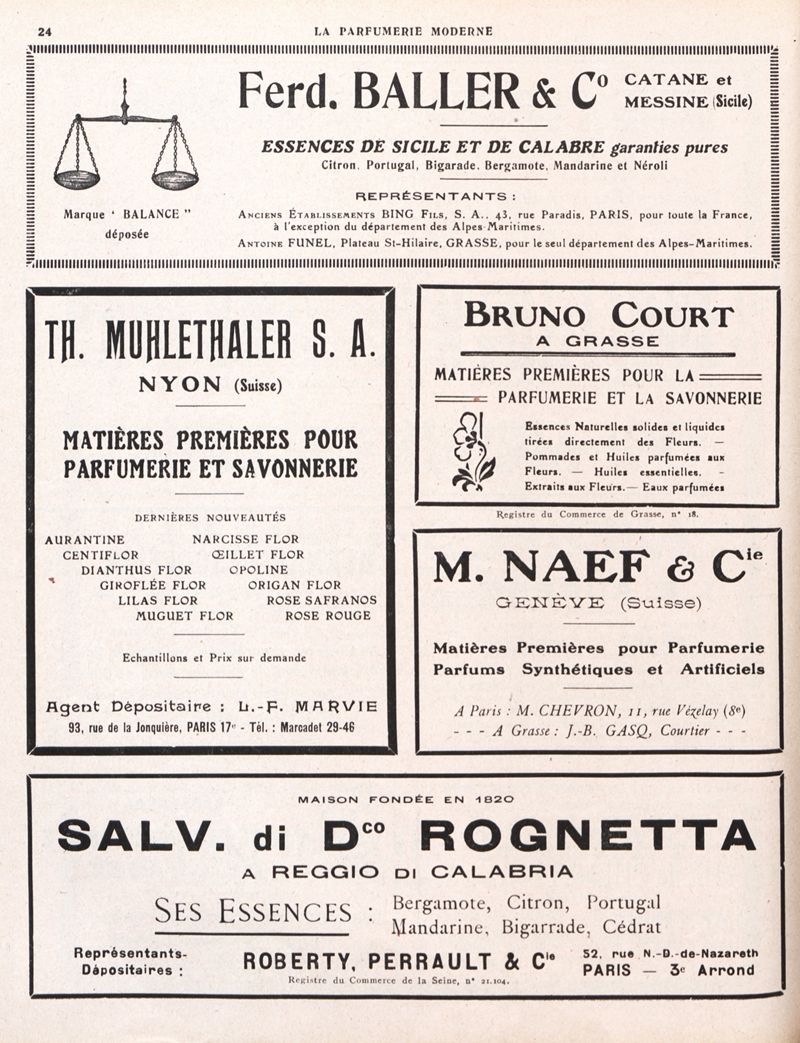 24
LA PARFUMERIE MODERNE
Ferd. BALLER & Cº
CATANE et
MESSINE (Sicile)
ESSENCES DE SICILE ET DE CALABRE garanties pures
Citron, Portugal, Bigarade, Bergamote, Mandarine et Néroli
Marque ‘ BALANCE ”
déposée
REPRÉSENTANTS :
ANCIENS ÉTABLISSEMENTS BING FILS, S. A., 43, rue Paradis, PARIS, pour toute la France,
à l'exception du département des Alpes-Maritimes.
ANTOINE FUNEL, Plateau St-Hilaire, GRASSE, pour le seul département des Alpes-Maritimes.
TH. MUHLETHALER S. A.
NYON (Suisse)
MATIÈRES PREMIÈRES POUR
PARFUMERIE ET SAVONNERIE
DERNIÈRES NOUVEAUTÉS
AURANTINE NARCISSE FLOR
CENTIFLOR ŒILLET FLOR
DIANTHUS FLOR OPOLINE
GIROFLÉE FLOR ORIGAN FLOR
LILAS FLOR ROSE SAFRANOS
MUGUET FLOR ROSE ROUGE
Echantillons et Prix sur demande
Agent Dépositaire : L.-F. MARVIE
93, rue de la Jonquière, PARIS 17e - Tél. : Marcadet 29-46
BRUNO COURT
A GRASSE
MATIÈRES PREMIÈRES POUR LA
PARFUMERIE ET LA SAVONNERIE
Essences Naturelles solides et liquides
tirées directement des Fleurs. —
Pommades et Huiles parfumées aux
Fleurs. — Huiles essentielles. -
Extraits aux Fleurs. — Eaux parfumées
Registre du Commerce de Grasse, nº 18.
M. NAEF & Cie
GENÈVE (Suisse)
Matières Premières pour Parfumerie
Parfums Synthétiques et Artificiels
A Paris : M. CHEVRON, 11, rue Vézelay (8e)
- - - A Grasse : J.-B. GASQ, Courtier - - -
MAISON FONDÉE EN 1820
SALV. di Dco ROGNETTA
A REGGIO DI CALABRIA
SES ESSENCES :
Bergamote, Citron, Portugal
Mandarine, Bigarrade, Cédrat
Représentants-
Dépositaires :
ROBERTY, PERRAULT & Cie
Registre du Commerce de la Seine, nº 21.104.
52, rue N.-D.-de-Nazareth
PARIS — 3e Arrond